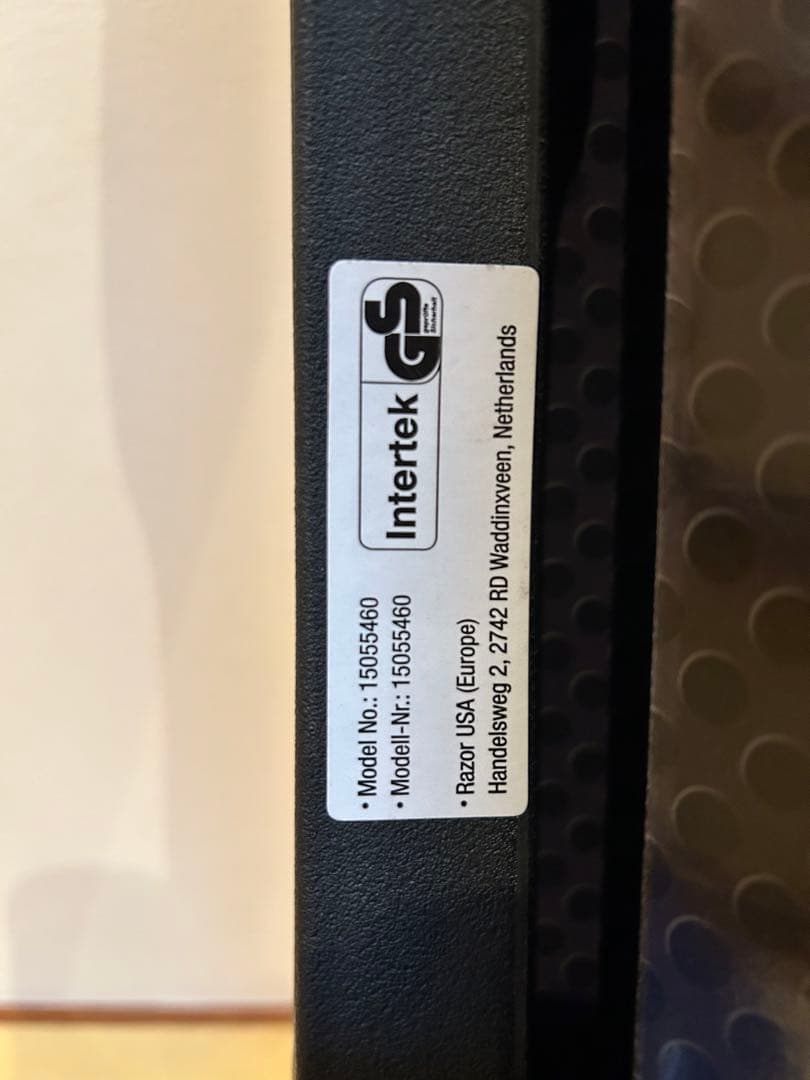 • Model No.: 15055460
• Modell-Nr.: 15055460
Intertek
GS
geprüfte
Sicherheit
• Razor USA (Europe)
Handelsweg 2, 2742 RD Waddinxveen, Netherlands